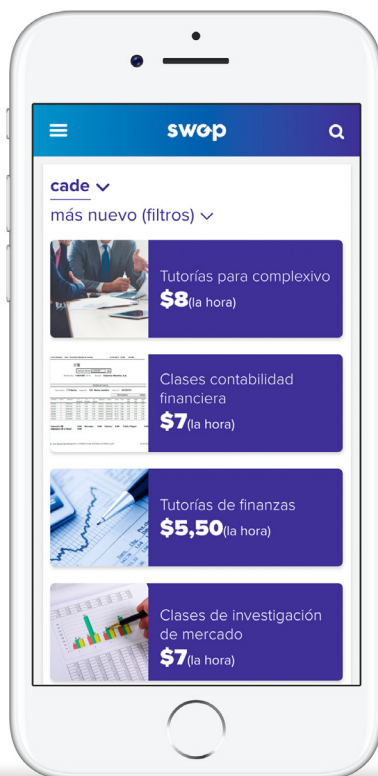 swop
cade
más nuevo (filtros)
Tutorías para complexivo
$8(la hora)
Clases contabilidad
financiera
$7(la hora)
Tutorías de finanzas
$5,50(la hora)
Clases de investigación
de mercado
$7(la hora)